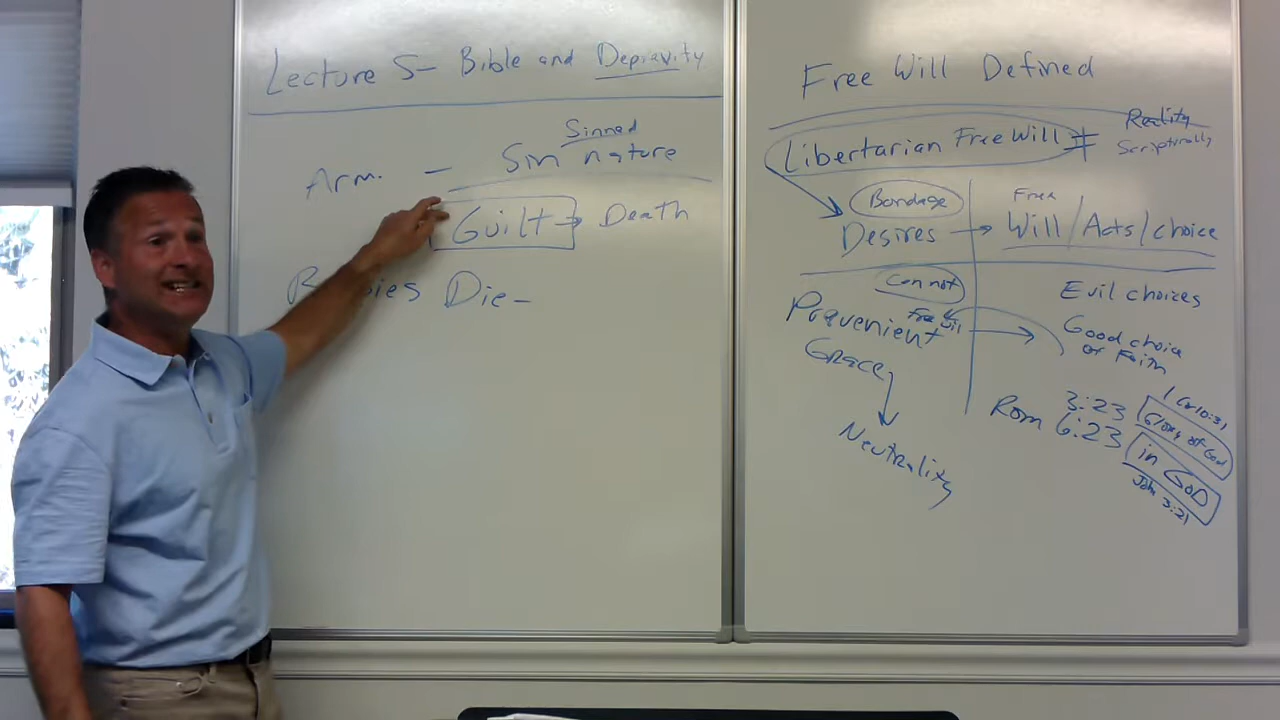 Lecture 5- Bible and Depravity
Sinned
Arm. - Sin nature
Guilt → Death
Babies Die-
Free Will Defined
Libertarian Free Will ≠ Reality
Scripturally
Bondage
Free
Desires → Will/Acts/choice
Cannot
Evil choices
Prevenient Free Will → Good choice
Grace
of Faith
Neutrality
Rom 3:23
6:23
1 Cor 10:31
Glory of God
in GOD
John 3:21